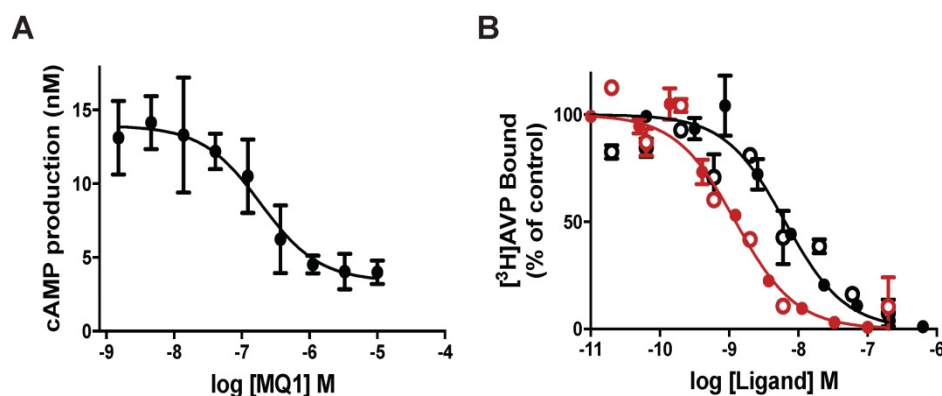 A
cAMP production (nM)
15
10
5
0
-9 -8 -7 -6 -5 -4
log [MQ1] M
B
[³H]AVP Bound
(% of control)
100
50
0
-11 -10 -9 -8 -7 -6
log [Ligand] M